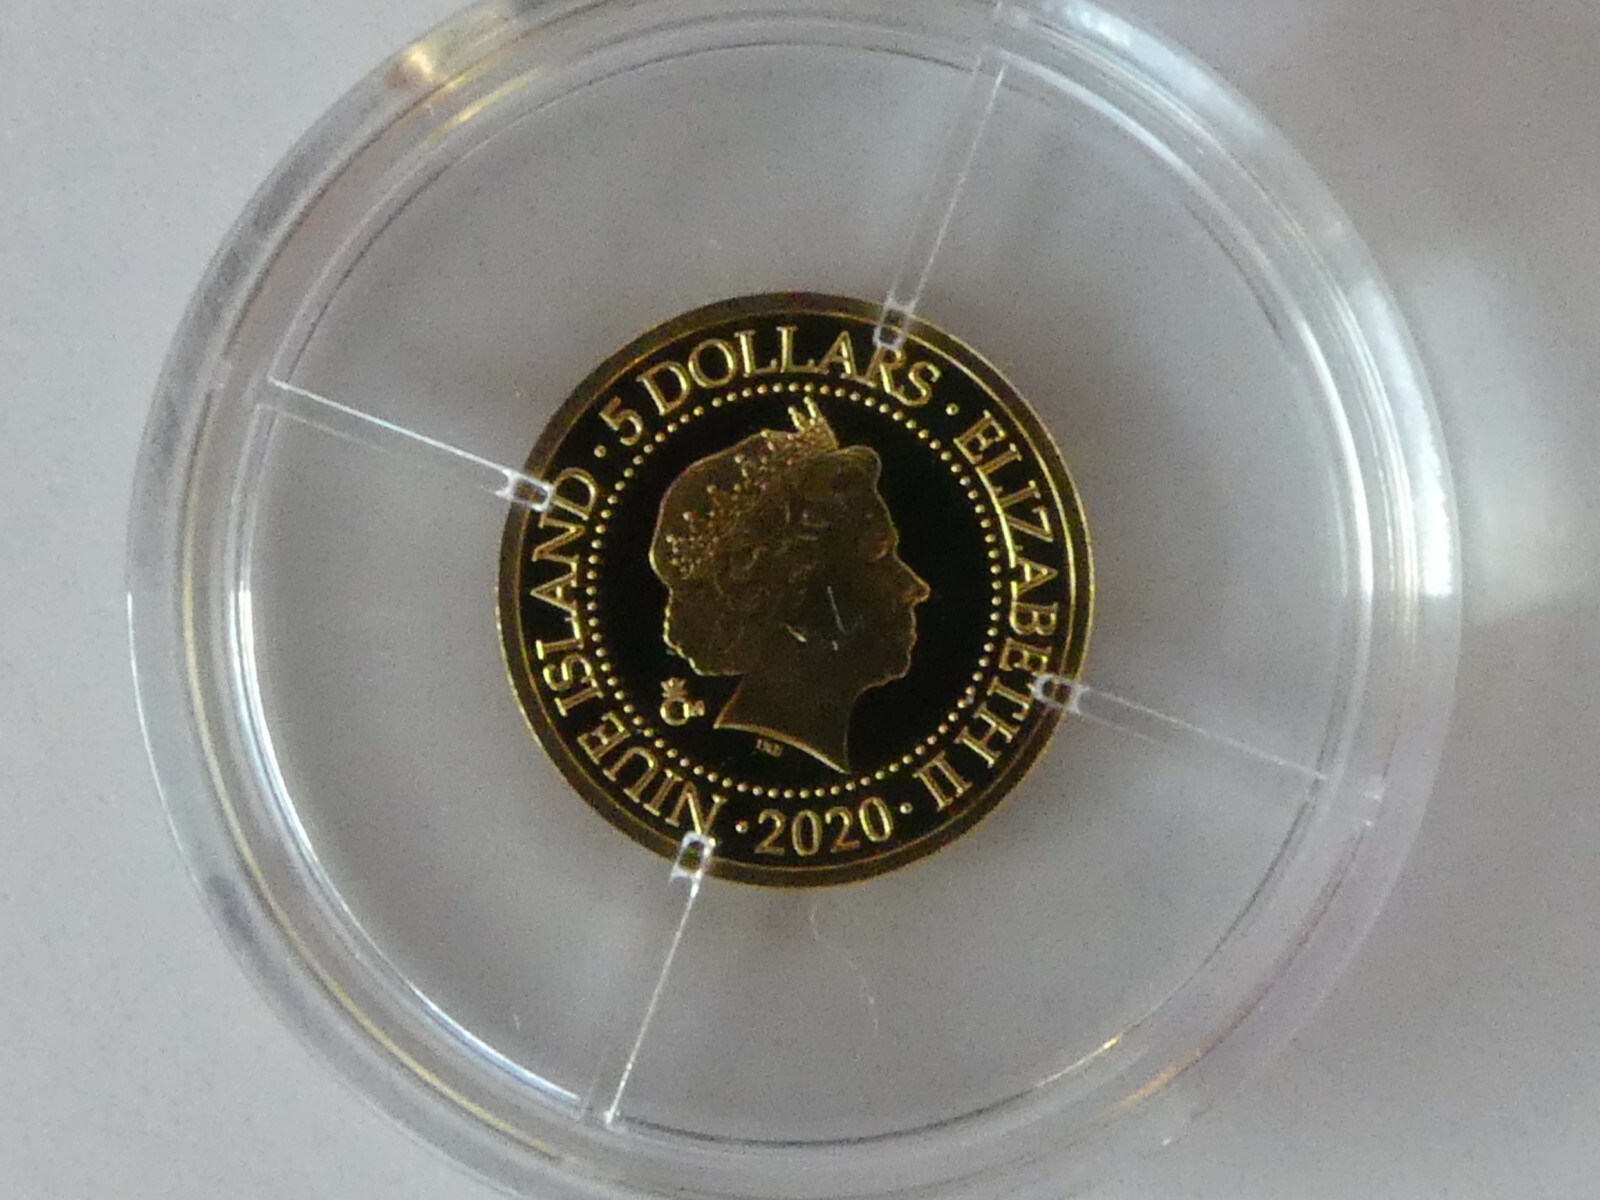 NIUE ISLAND · 5 DOLLARS · ELIZABETH II · 2020 ·